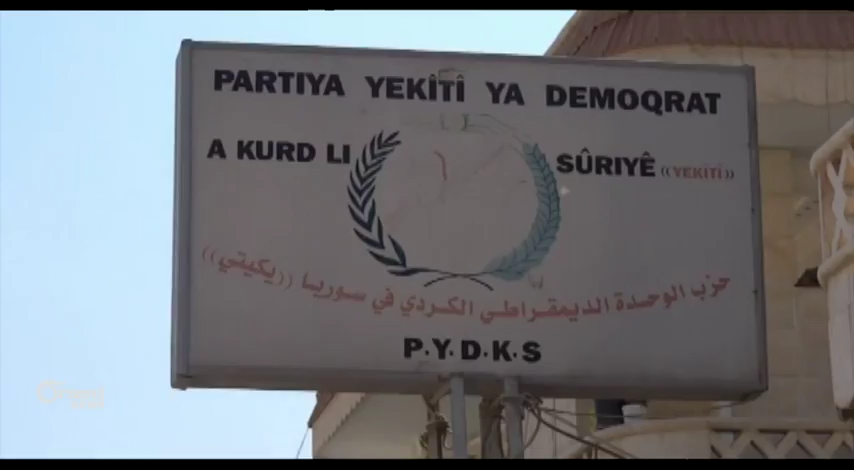 PARTIYA YEKÎTÎ YA DEMOQRAT
A KURD LI SÛRIYÊ ((YEKÎTÎ))
حزب الوحدة الديمقراطي الكردي في سوريا ((يكيتي))
P.Y.D.K.S